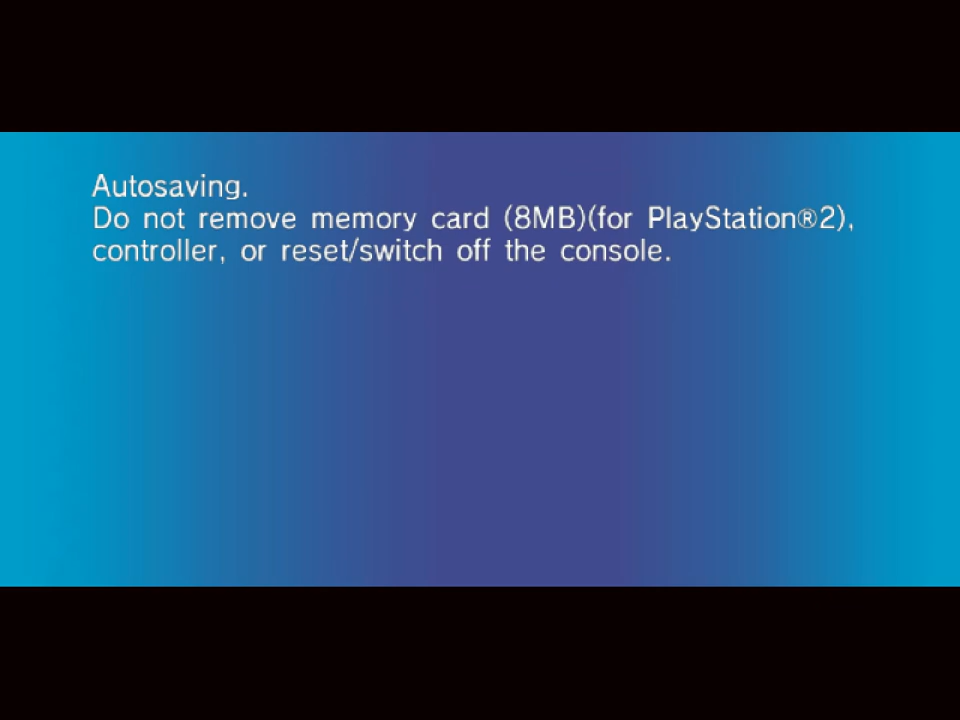 Autosaving.
Do not remove memory card (8MB)(for PlayStation®2),
controller, or reset/switch off the console.